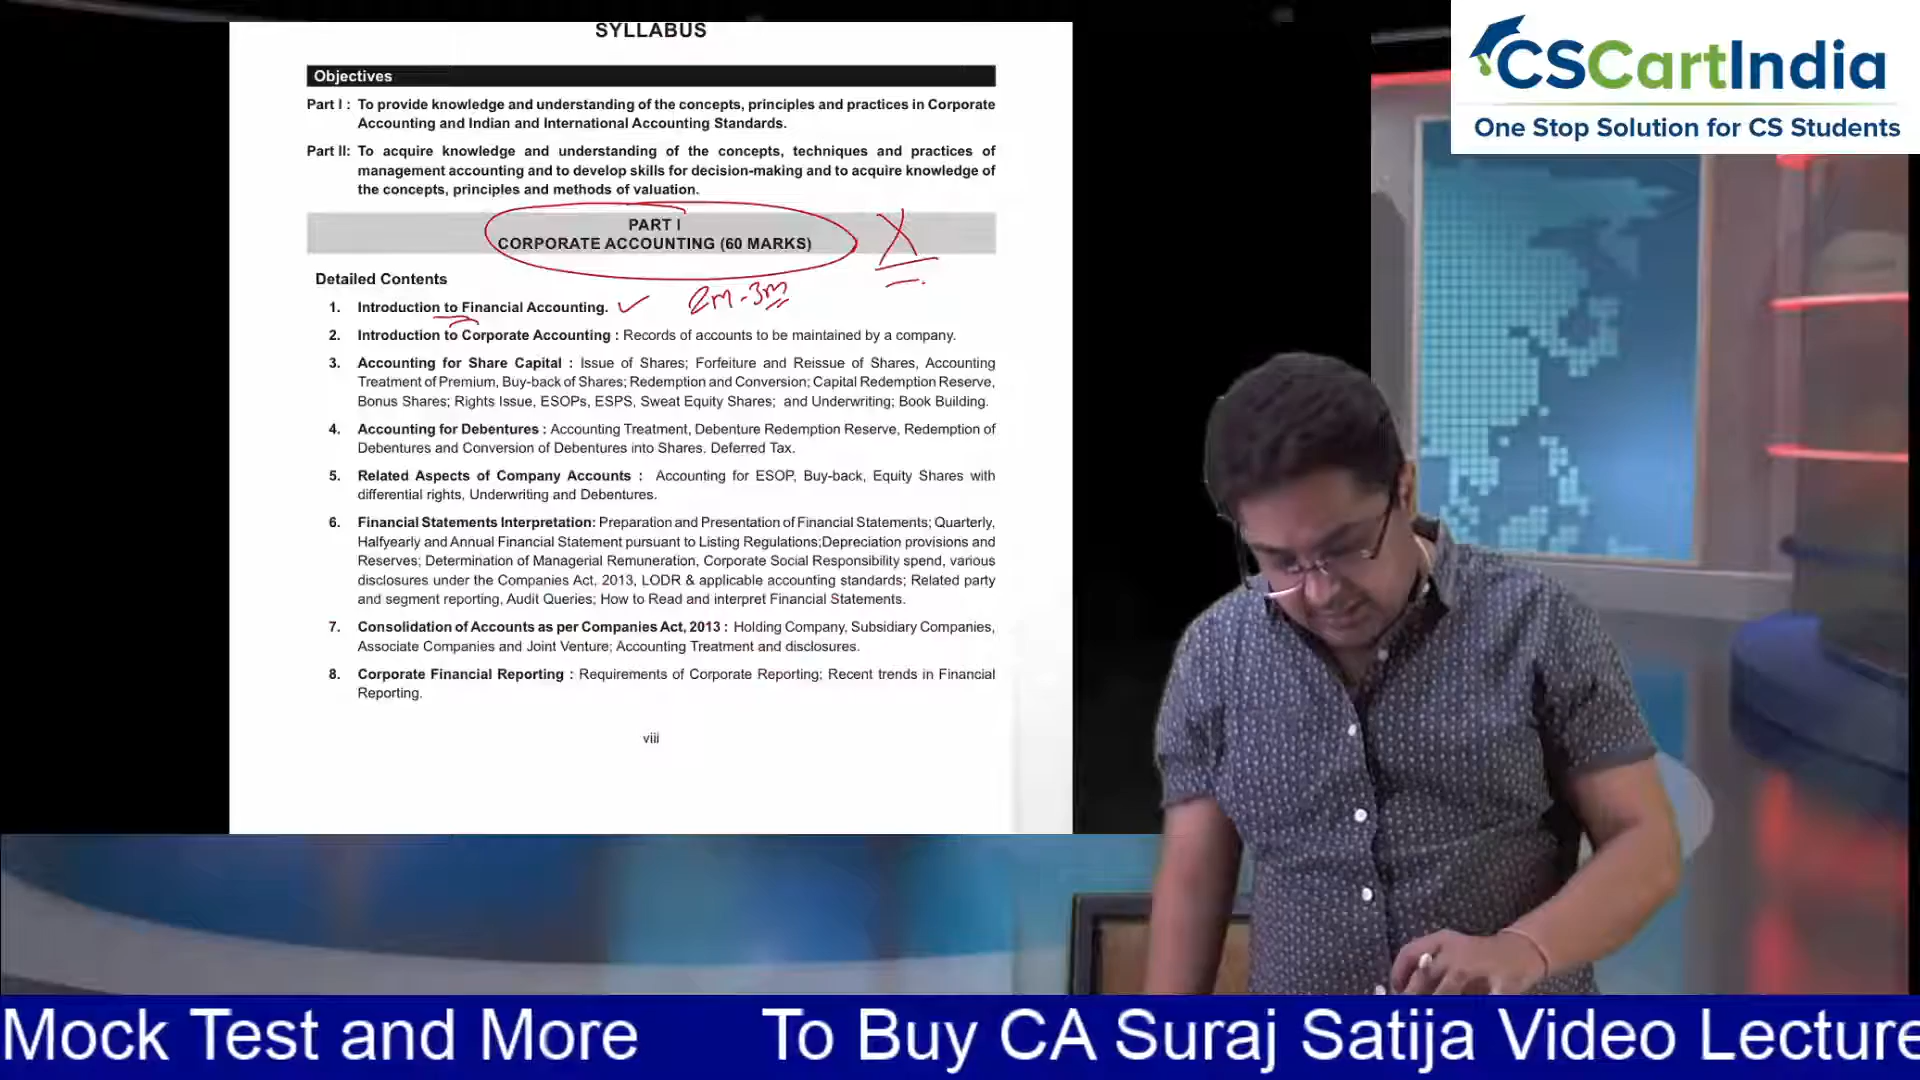 SYLLABUS
Objectives
Part I : To provide knowledge and understanding of the concepts, principles and practices in Corporate
Accounting and Indian and International Accounting Standards.
Part II: To acquire knowledge and understanding of the concepts, techniques and practices of
management accounting and to develop skills for decision-making and to acquire knowledge of
the concepts, principles and methods of valuation.
PART I
CORPORATE ACCOUNTING (60 MARKS)
X
Detailed Contents
2m-3m
1. Introduction to Financial Accounting.
2. Introduction to Corporate Accounting : Records of accounts to be maintained by a company.
3. Accounting for Share Capital : Issue of Shares; Forfeiture and Reissue of Shares, Accounting
Treatment of Premium, Buy-back of Shares; Redemption and Conversion; Capital Redemption Reserve,
Bonus Shares; Rights Issue, ESOPs, ESPS, Sweat Equity Shares; and Underwriting; Book Building.
4. Accounting for Debentures : Accounting Treatment, Debenture Redemption Reserve, Redemption of
Debentures and Conversion of Debentures into Shares. Deferred Tax.
5. Related Aspects of Company Accounts : Accounting for ESOP, Buy-back, Equity Shares with
differential rights, Underwriting and Debentures.
6. Financial Statements Interpretation: Preparation and Presentation of Financial Statements; Quarterly,
Halfyearly and Annual Financial Statement pursuant to Listing Regulations;Depreciation provisions and
Reserves; Determination of Managerial Remuneration, Corporate Social Responsibility spend, various
disclosures under the Companies Act, 2013, LODR & applicable accounting standards; Related party
and segment reporting, Audit Queries; How to Read and interpret Financial Statements.
7. Consolidation of Accounts as per Companies Act, 2013 : Holding Company, Subsidiary Companies,
Associate Companies and Joint Venture; Accounting Treatment and disclosures.
8. Corporate Financial Reporting : Requirements of Corporate Reporting; Recent trends in Financial
Reporting.
viii
CSCartIndia
One Stop Solution for CS Students
Mock Test and More To Buy CA Suraj Satija Video Lecture